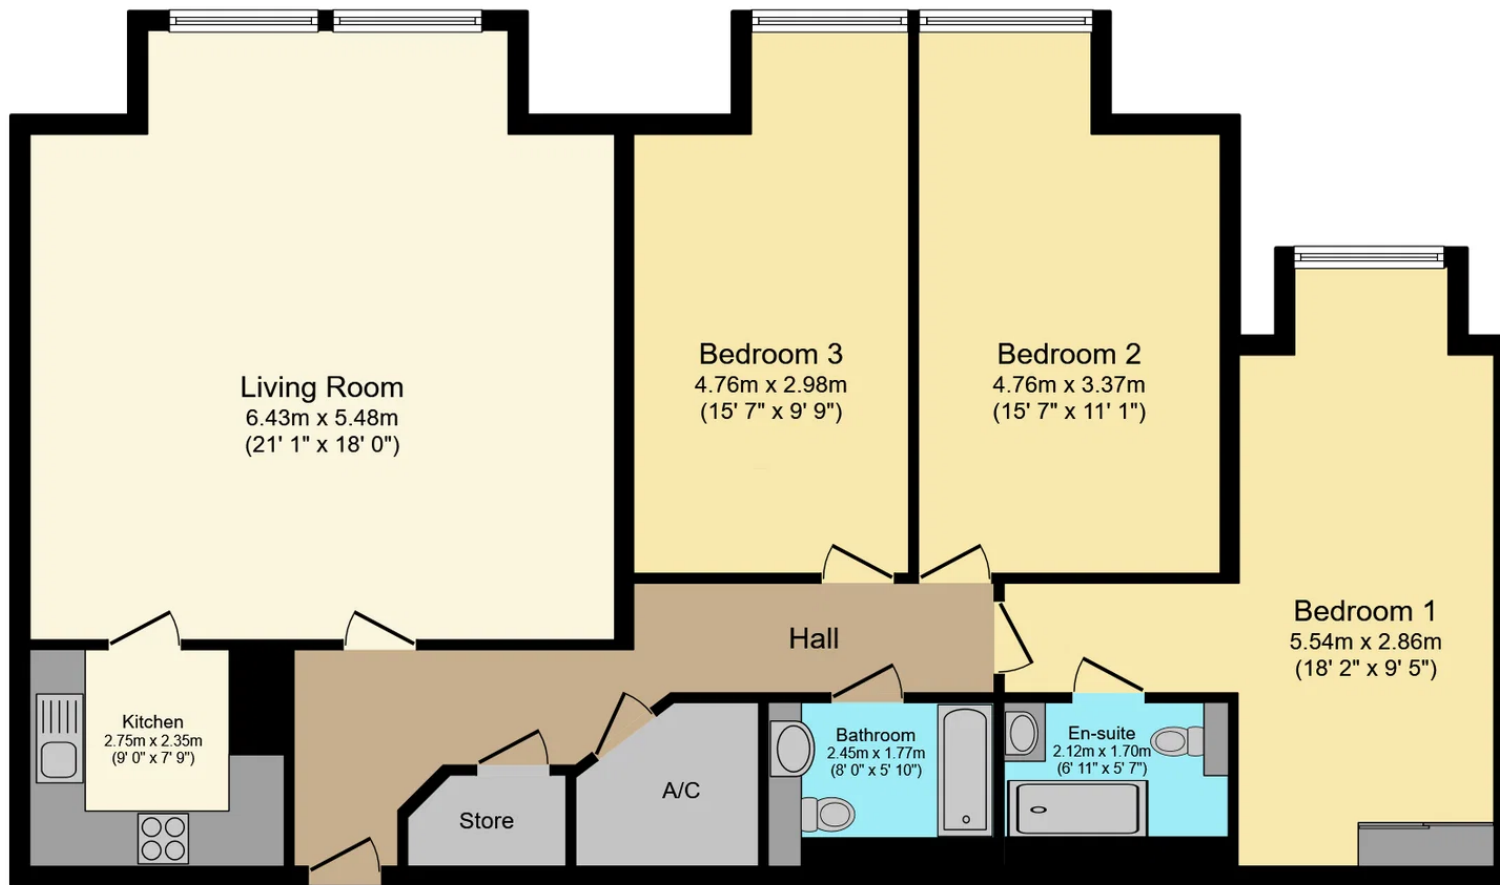 Living Room
6.43m x 5.48m
(21' 1" x 18' 0")
Bedroom 3
4.76m x 2.98m
(15' 7" x 9' 9")
Bedroom 2
4.76m x 3.37m
(15' 7" x 11' 1")
Bedroom 1
5.54m x 2.86m
(18' 2" x 9' 5")
Hall
Kitchen
2.75m x 2.35m
(9' 0" x 7' 9")
Store
A/C
Bathroom
2.45m x 1.77m
(8' 0" x 5' 10")
En-suite
2.12m x 1.70m
(6' 11" x 5' 7")